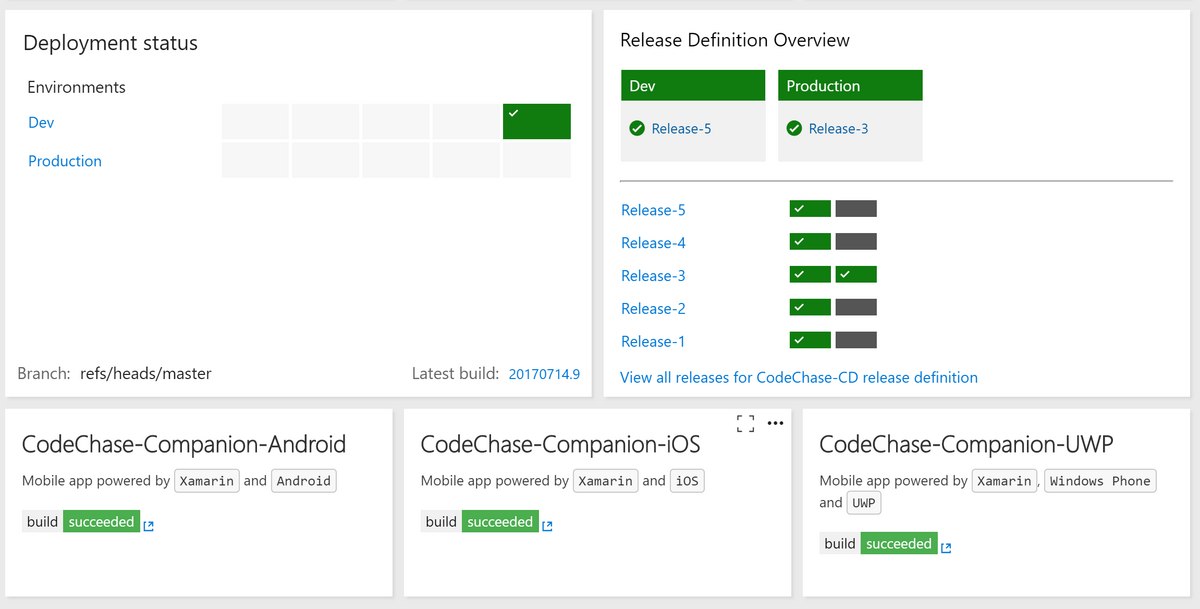 Deployment status
Environments
Dev
Production
Branch: refs/heads/master
Latest build: 20170714.9
Release Definition Overview
Dev
Production
Release-5
Release-3
Release-5
Release-4
Release-3
Release-2
Release-1
View all releases for CodeChase-CD release definition
CodeChase-Companion-Android
Mobile app powered by Xamarin and Android
build succeeded
CodeChase-Companion-iOS
Mobile app powered by Xamarin and iOS
build succeeded
CodeChase-Companion-UWP
Mobile app powered by Xamarin, Windows Phone
and UWP
build succeeded